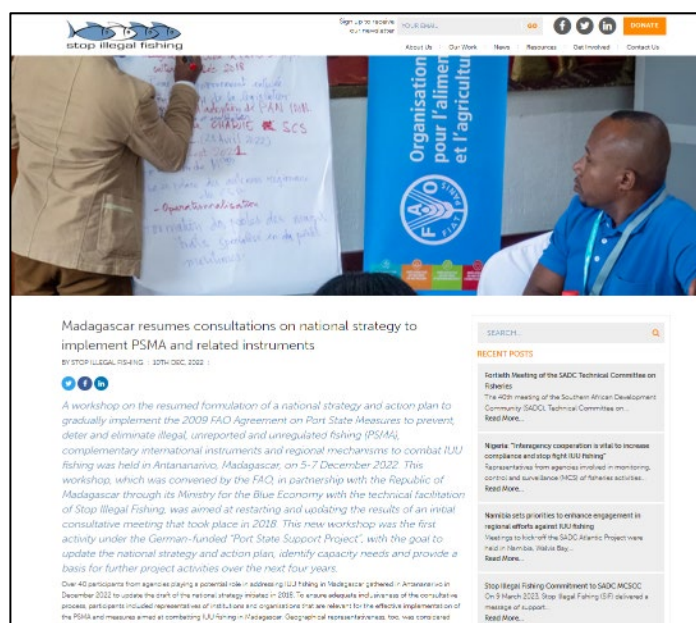 stop illegal fishing
Sign up to receive
our newsletter
YOUR EMAIL
GO
DONATE
About Us
Our Work
News
Resources
Get Involved
Contact Us
2018
SCS
- Opérationnalisation
Organisation
pour l'alimen
et l'agricultur
FAO
FIAT
PANIS
Madagascar resumes consultations on national strategy to
implement PSMA and related instruments
BY STOP ILLEGAL FISHING | 10TH DEC, 2022 |
A workshop on the resumed formulation of a national strategy and action plan to
gradually implement the 2009 FAO Agreement on Port State Measures to prevent,
deter and eliminate illegal, unreported and unregulated fishing (PSMA),
complementary international instruments and regional mechanisms to combat IUU
fishing was held in Antananarivo, Madagascar, on 5-7 December 2022. This
workshop, which was convened by the FAO, in partnership with the Republic of
Madagascar through its Ministry for the Blue Economy with the technical facilitation
of Stop Illegal Fishing, was aimed at restarting and updating the results of an initial
consultative meeting that took place in 2018. This new workshop was the first
activity under the German-funded "Port State Support Project", with the goal to
update the national strategy and action plan, identify capacity needs and provide a
basis for further project activities over the next four years.
Over 40 participants from agencies playing a potential role in addressing IUU fishing in Madagascar gathered in Antananarivo in
December 2022 to update the draft of the national strategy initiated in 2018. To ensure adequate inclusiveness of the consultative
process, participants included representatives of institutions and organisations that are relevant for the effective implementation of
the PSMA and measures aimed at combatting IUU fishing in Madagascar. Geographical representativeness, too, was considered
SEARCH...
RECENT POSTS
Fortieth Meeting of the SADC Technical Committee on
Fisheries
The 40th meeting of the Southern African Development
Community (SADC), Technical Committee on...
Read More...
Nigeria: "Interagency cooperation is vital to increase
compliance and stop fight IUU fishing"
Representatives from agencies involved in monitoring,
control and surveillance (MCS) of fisheries activities...
Read More...
Namibia sets priorities to enhance engagement in
regional efforts against IUU fishing
Meetings to kick-off the SADC Atlantic Project were
held in Namibia, Walvis Bay,...
Read More...
Stop Illegal Fishing Commitment to SADC MCSCC
On 9 March 2023, Stop Illegal Fishing (SIF) delivered a
message of support...
Read More...